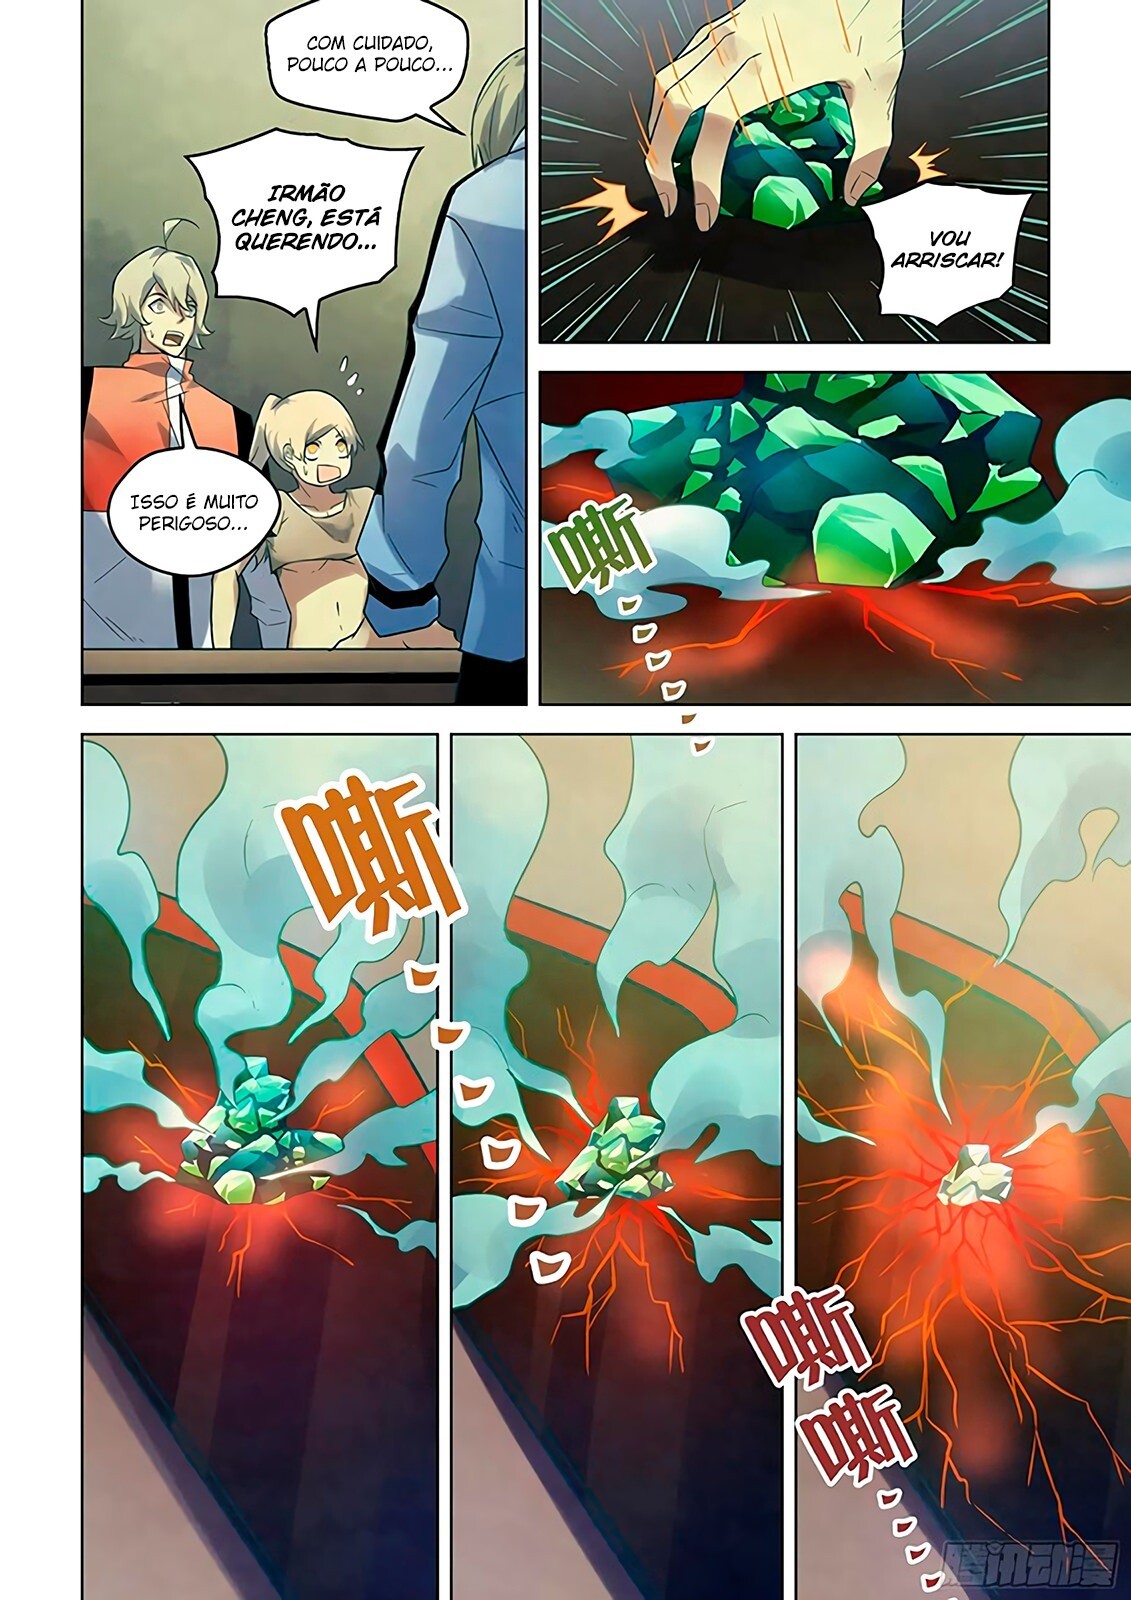 COM CUIDADO,
POUCO A POUCO...
IRMÃO
CHENG, ESTÁ
QUERENDO...
ISSO É MUITO
PERIGOSO...
VOU
ARRISCAR!
嘶
嘶
嘶
嘶
腾讯动漫